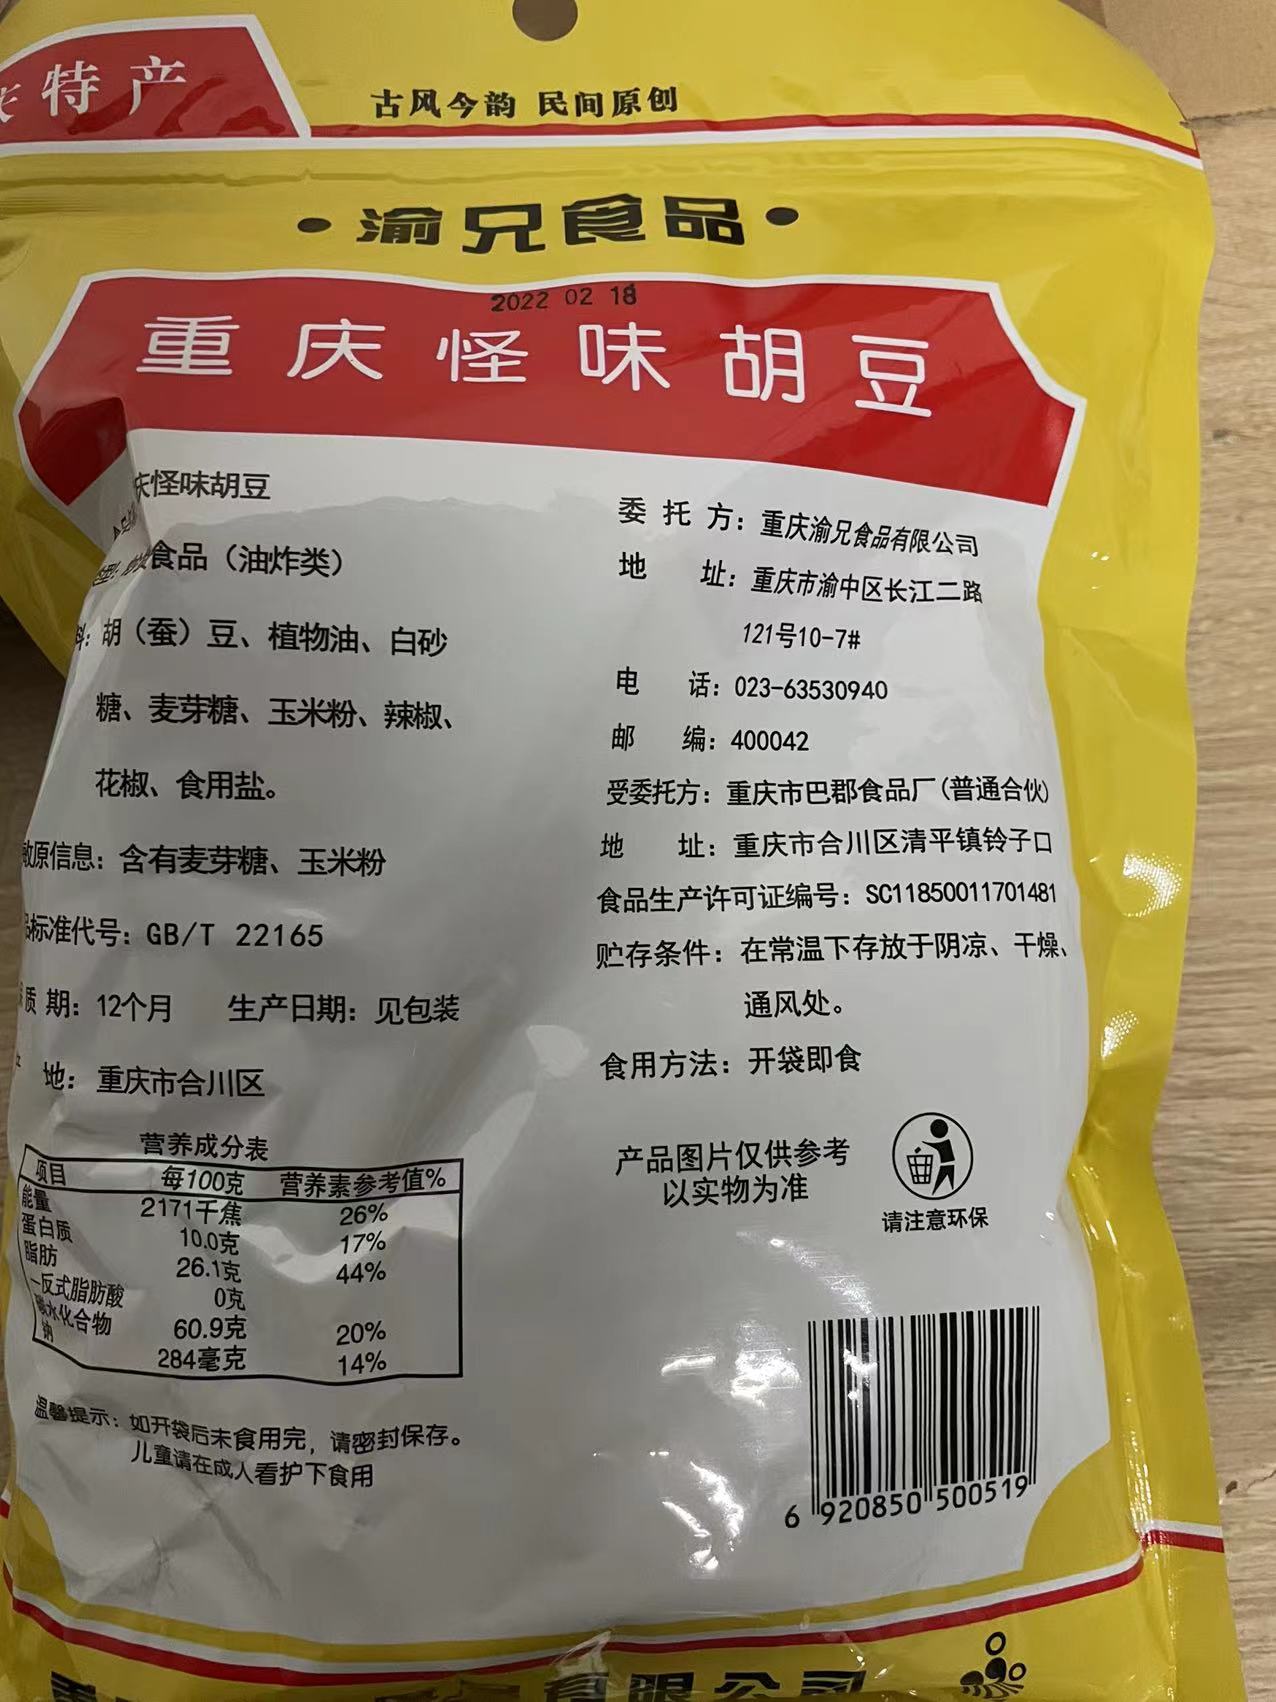 特产
古风今韵 民间原创
·渝兄食品·
2022 02 18
重庆怪味胡豆
庆怪味胡豆
食品（油炸类）
料：胡（蚕）豆、植物油、白砂
糖、麦芽糖、玉米粉、辣椒、
花椒、食用盐。
敏原信息：含有麦芽糖、玉米粉
品标准代号：GB/T 22165
质 期：12个月 生产日期：见包装
地：重庆市合川区
营养成分表
项目 每100克 营养素参考值%
能量 2171千焦 26%
蛋白质 10.0克 17%
脂肪 26.1克 44%
—反式脂肪酸 0克
碳水化合物 60.9克 20%
钠 284毫克 14%
温馨提示：如开袋后未食用完，请密封保存。
儿童请在成人看护下食用
委托方：重庆渝兄食品有限公司
地 址：重庆市渝中区长江二路
121号10-7#
电 话：023-63530940
邮 编：400042
受委托方：重庆市巴郡食品厂(普通合伙)
地 址：重庆市合川区清平镇铃子口
食品生产许可证编号：SC11850011701481
贮存条件：在常温下存放于阴凉、干燥、
通风处。
食用方法：开袋即食
产品图片仅供参考
以实物为准
请注意环保
6 920850 500519
有限公司